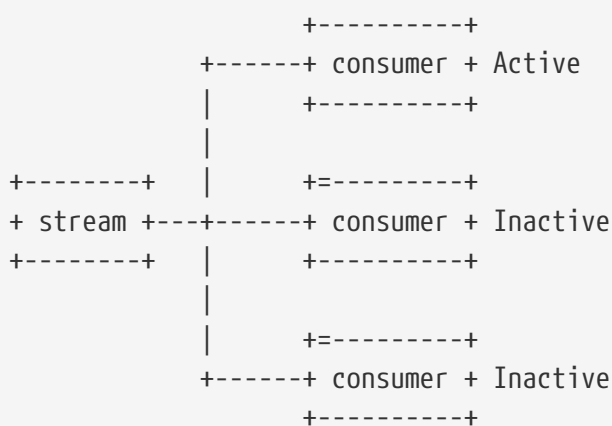 +----------+
             +------+ consumer + Active
             |      +----------+
             |
+--------+   |      +=---------+
+ stream +---+------+ consumer + Inactive
+--------+   |      +----------+
             |
             |      +=---------+
             +------+ consumer + Inactive
                    +----------+